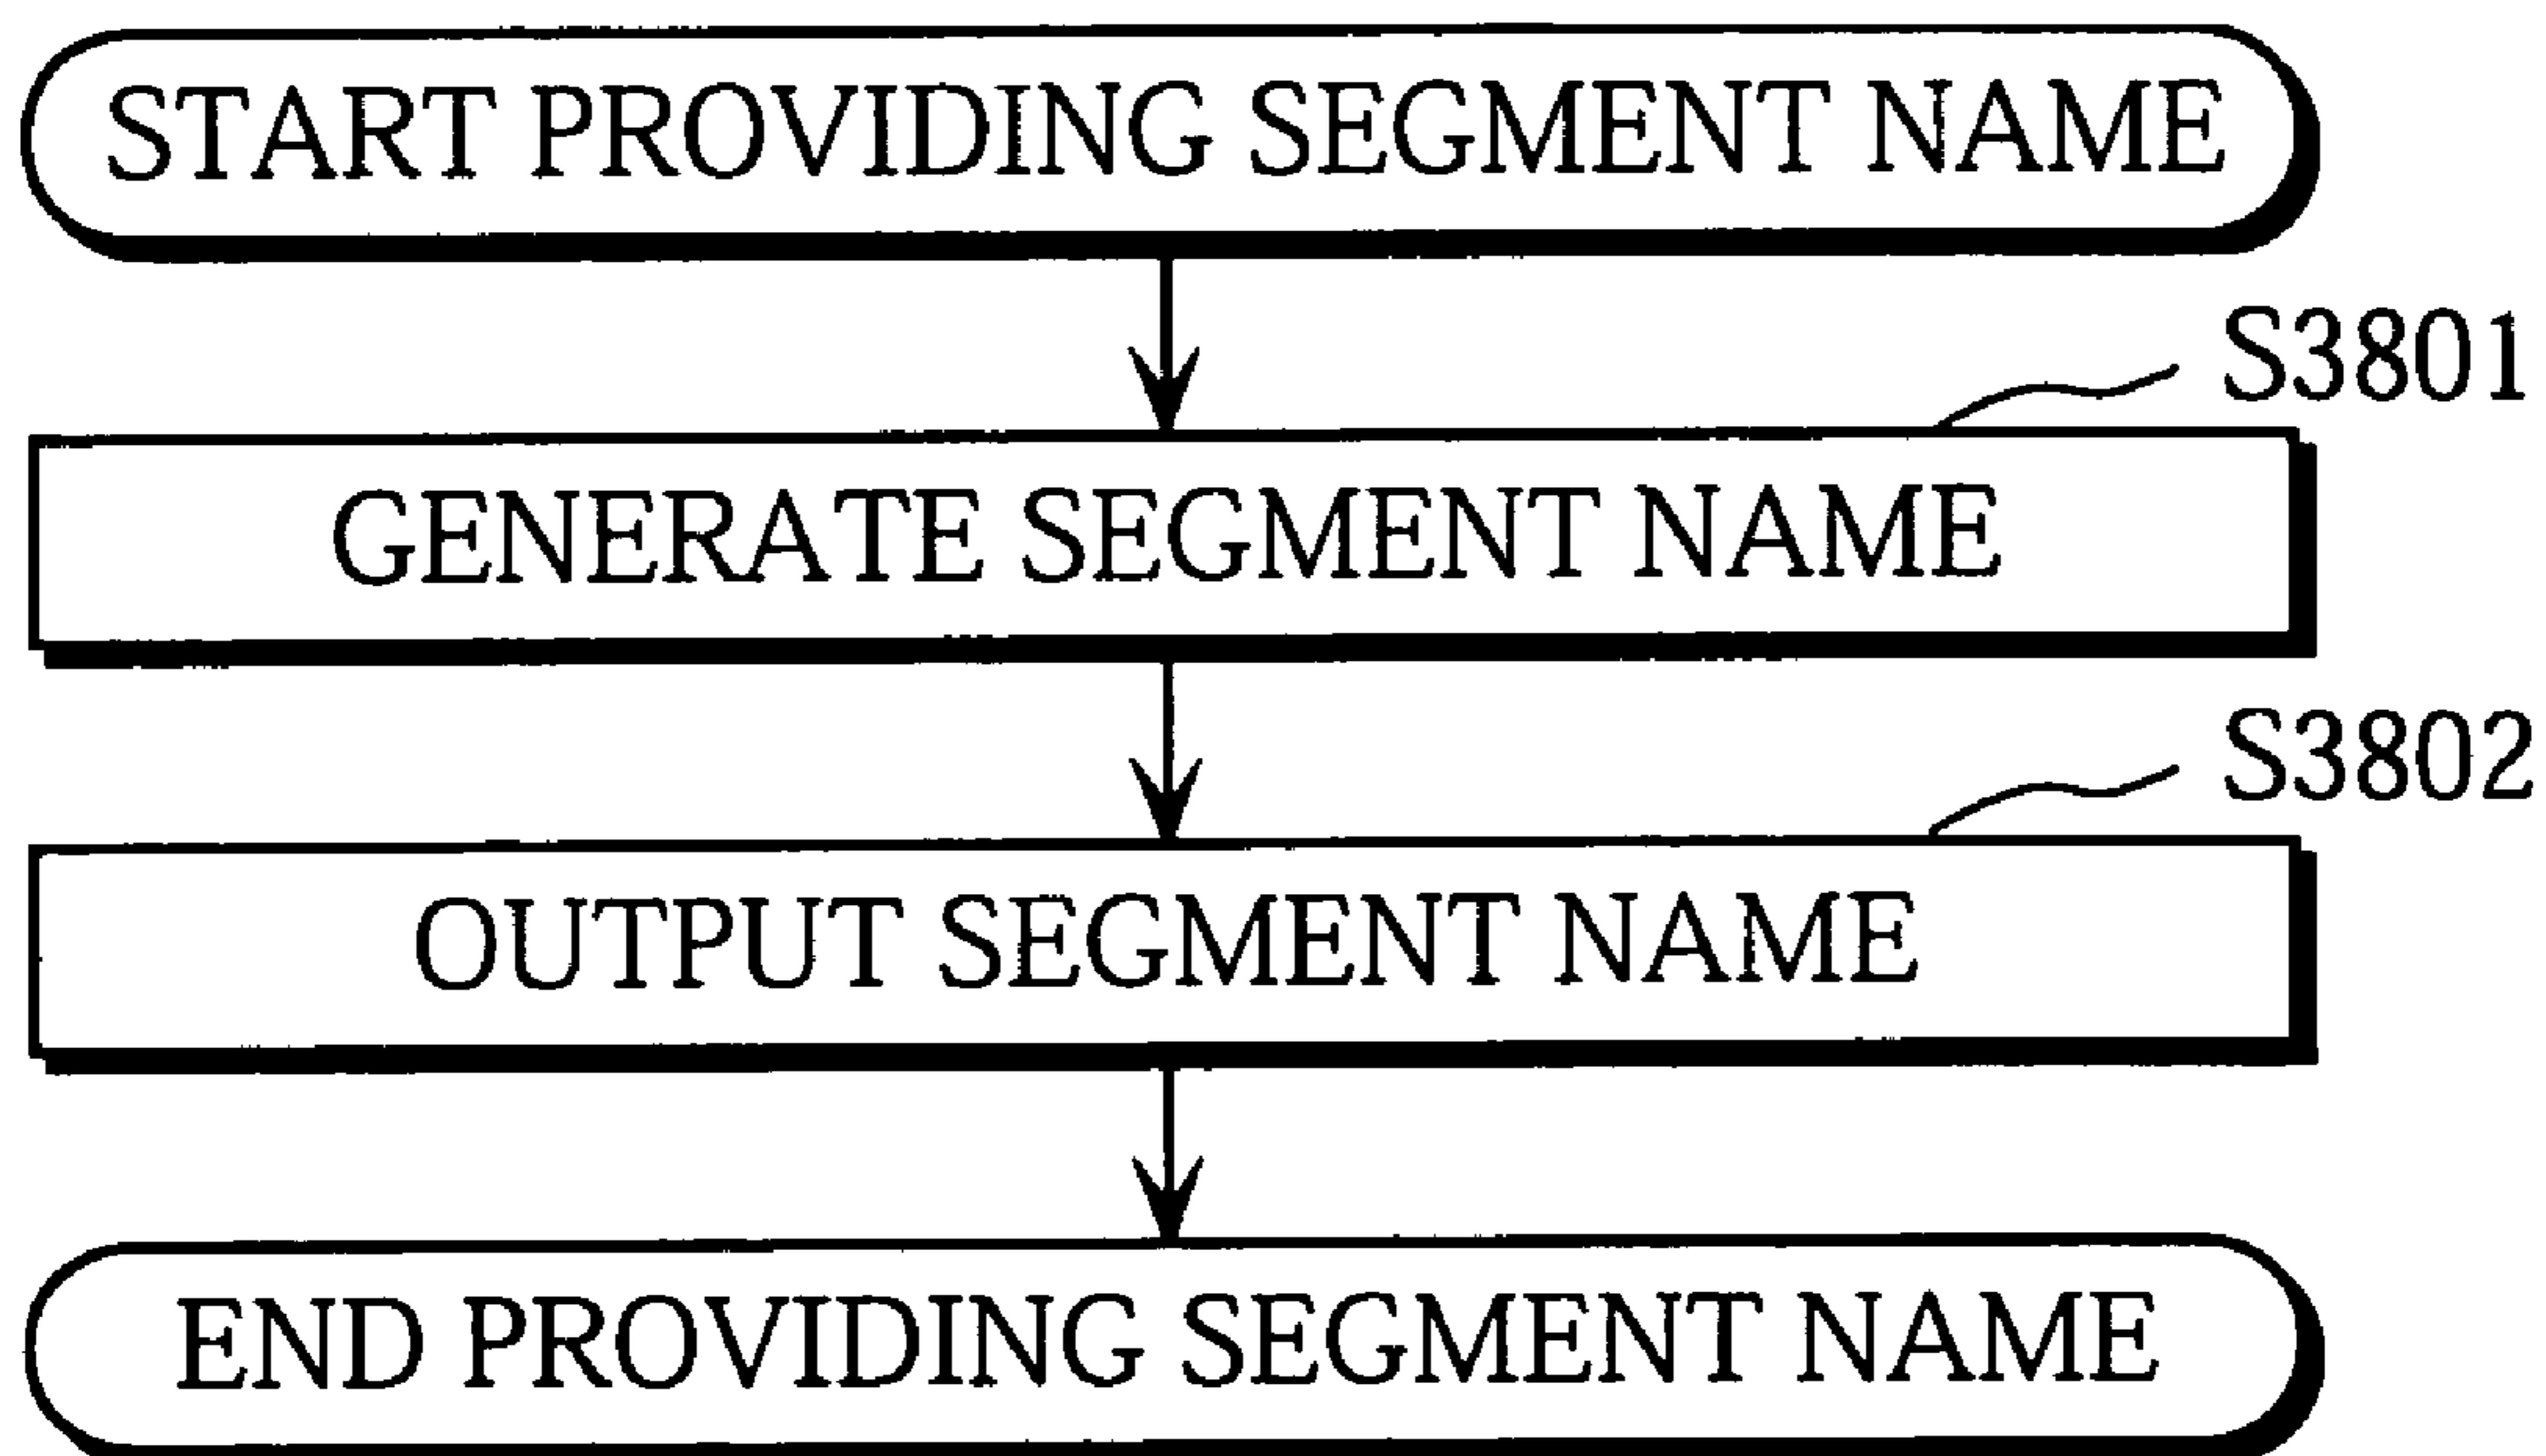 START PROVIDING SEGMENT NAME
S3801
GENERATE SEGMENT NAME
S3802
OUTPUT SEGMENT NAME
END PROVIDING SEGMENT NAME